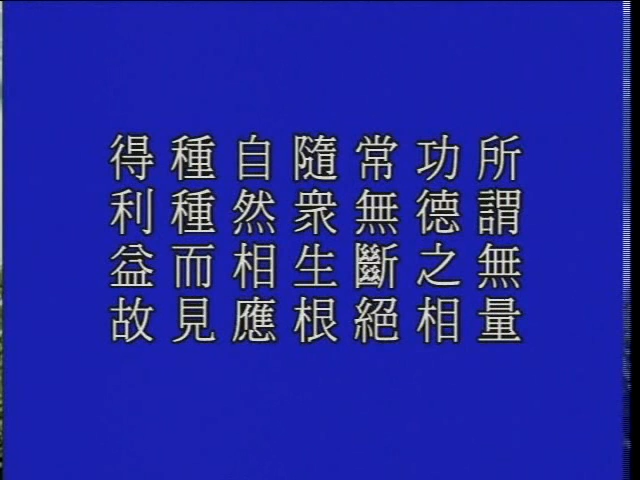 所謂無量
功德之相
常無斷絕
隨衆生根
自然相應
種種而見
得利益故